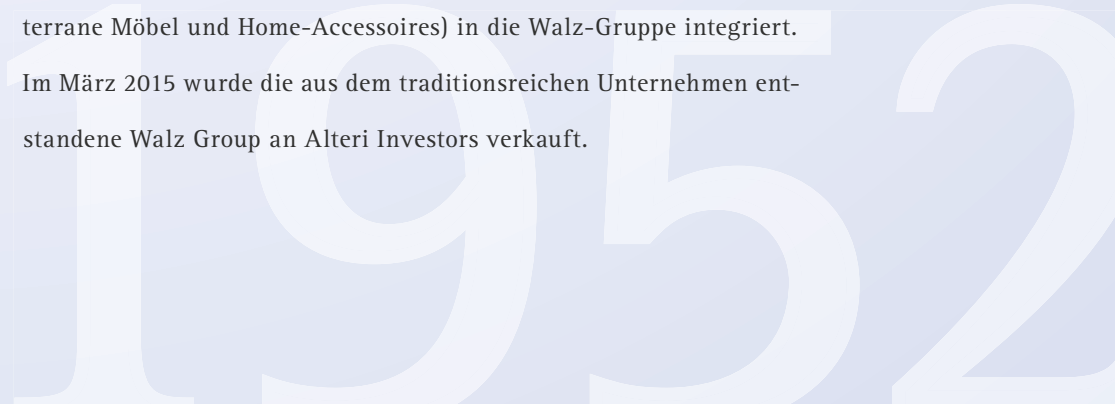 terrane Möbel und Home-Accessoires) in die Walz-Gruppe integriert.
Im März 2015 wurde die aus dem traditionsreichen Unternehmen ent-
standene Walz Group an Alteri Investors verkauft.
1952